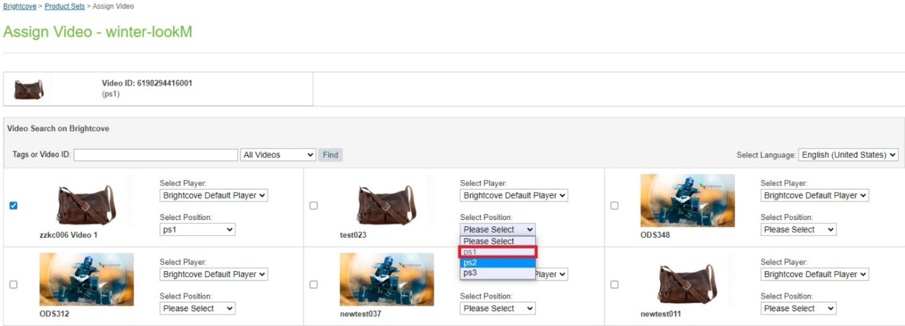 Brightcove > Product Sets > Assign Video
Assign Video - winter-lookM
Video ID: 6198294416001
(ps1)
Video Search on Brightcove
Tags or Video ID:
All Videos
Find
Select Language: English (United States)
Select Player:
Brightcove Default Player
Select Position:
ps1
zzkc006 Video 1
Select Player:
Brightcove Default Player
Select Position:
Please Select
Please Select
ps1
ps2
ps3
test023
Select Player:
Brightcove Default Player
Select Position:
Please Select
ODS348
Select Player:
Brightcove Default Player
Select Position:
Please Select
ODS312
Player
Select Position:
Please Select
newtest037
Select Player:
Brightcove Default Player
Select Position:
Please Select
newtest011